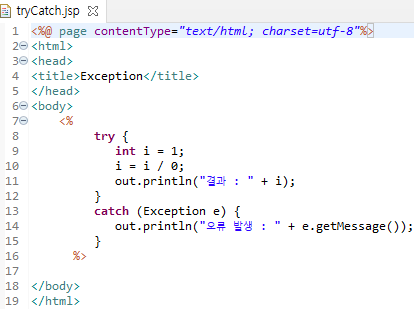 tryCatch.jsp
1 <%@ page contentType="text/html; charset=utf-8"%>
2 <html>
3 <head>
4 <title>Exception</title>
5 </head>
6 <body>
7 <%
8 try {
9 int i = 1;
10 i = i / 0;
11 out.println("결과 : " + i);
12 }
13 catch (Exception e) {
14 out.println("오류 발생 : " + e.getMessage());
15 }
16 %>
17
18 </body>
19 </html>